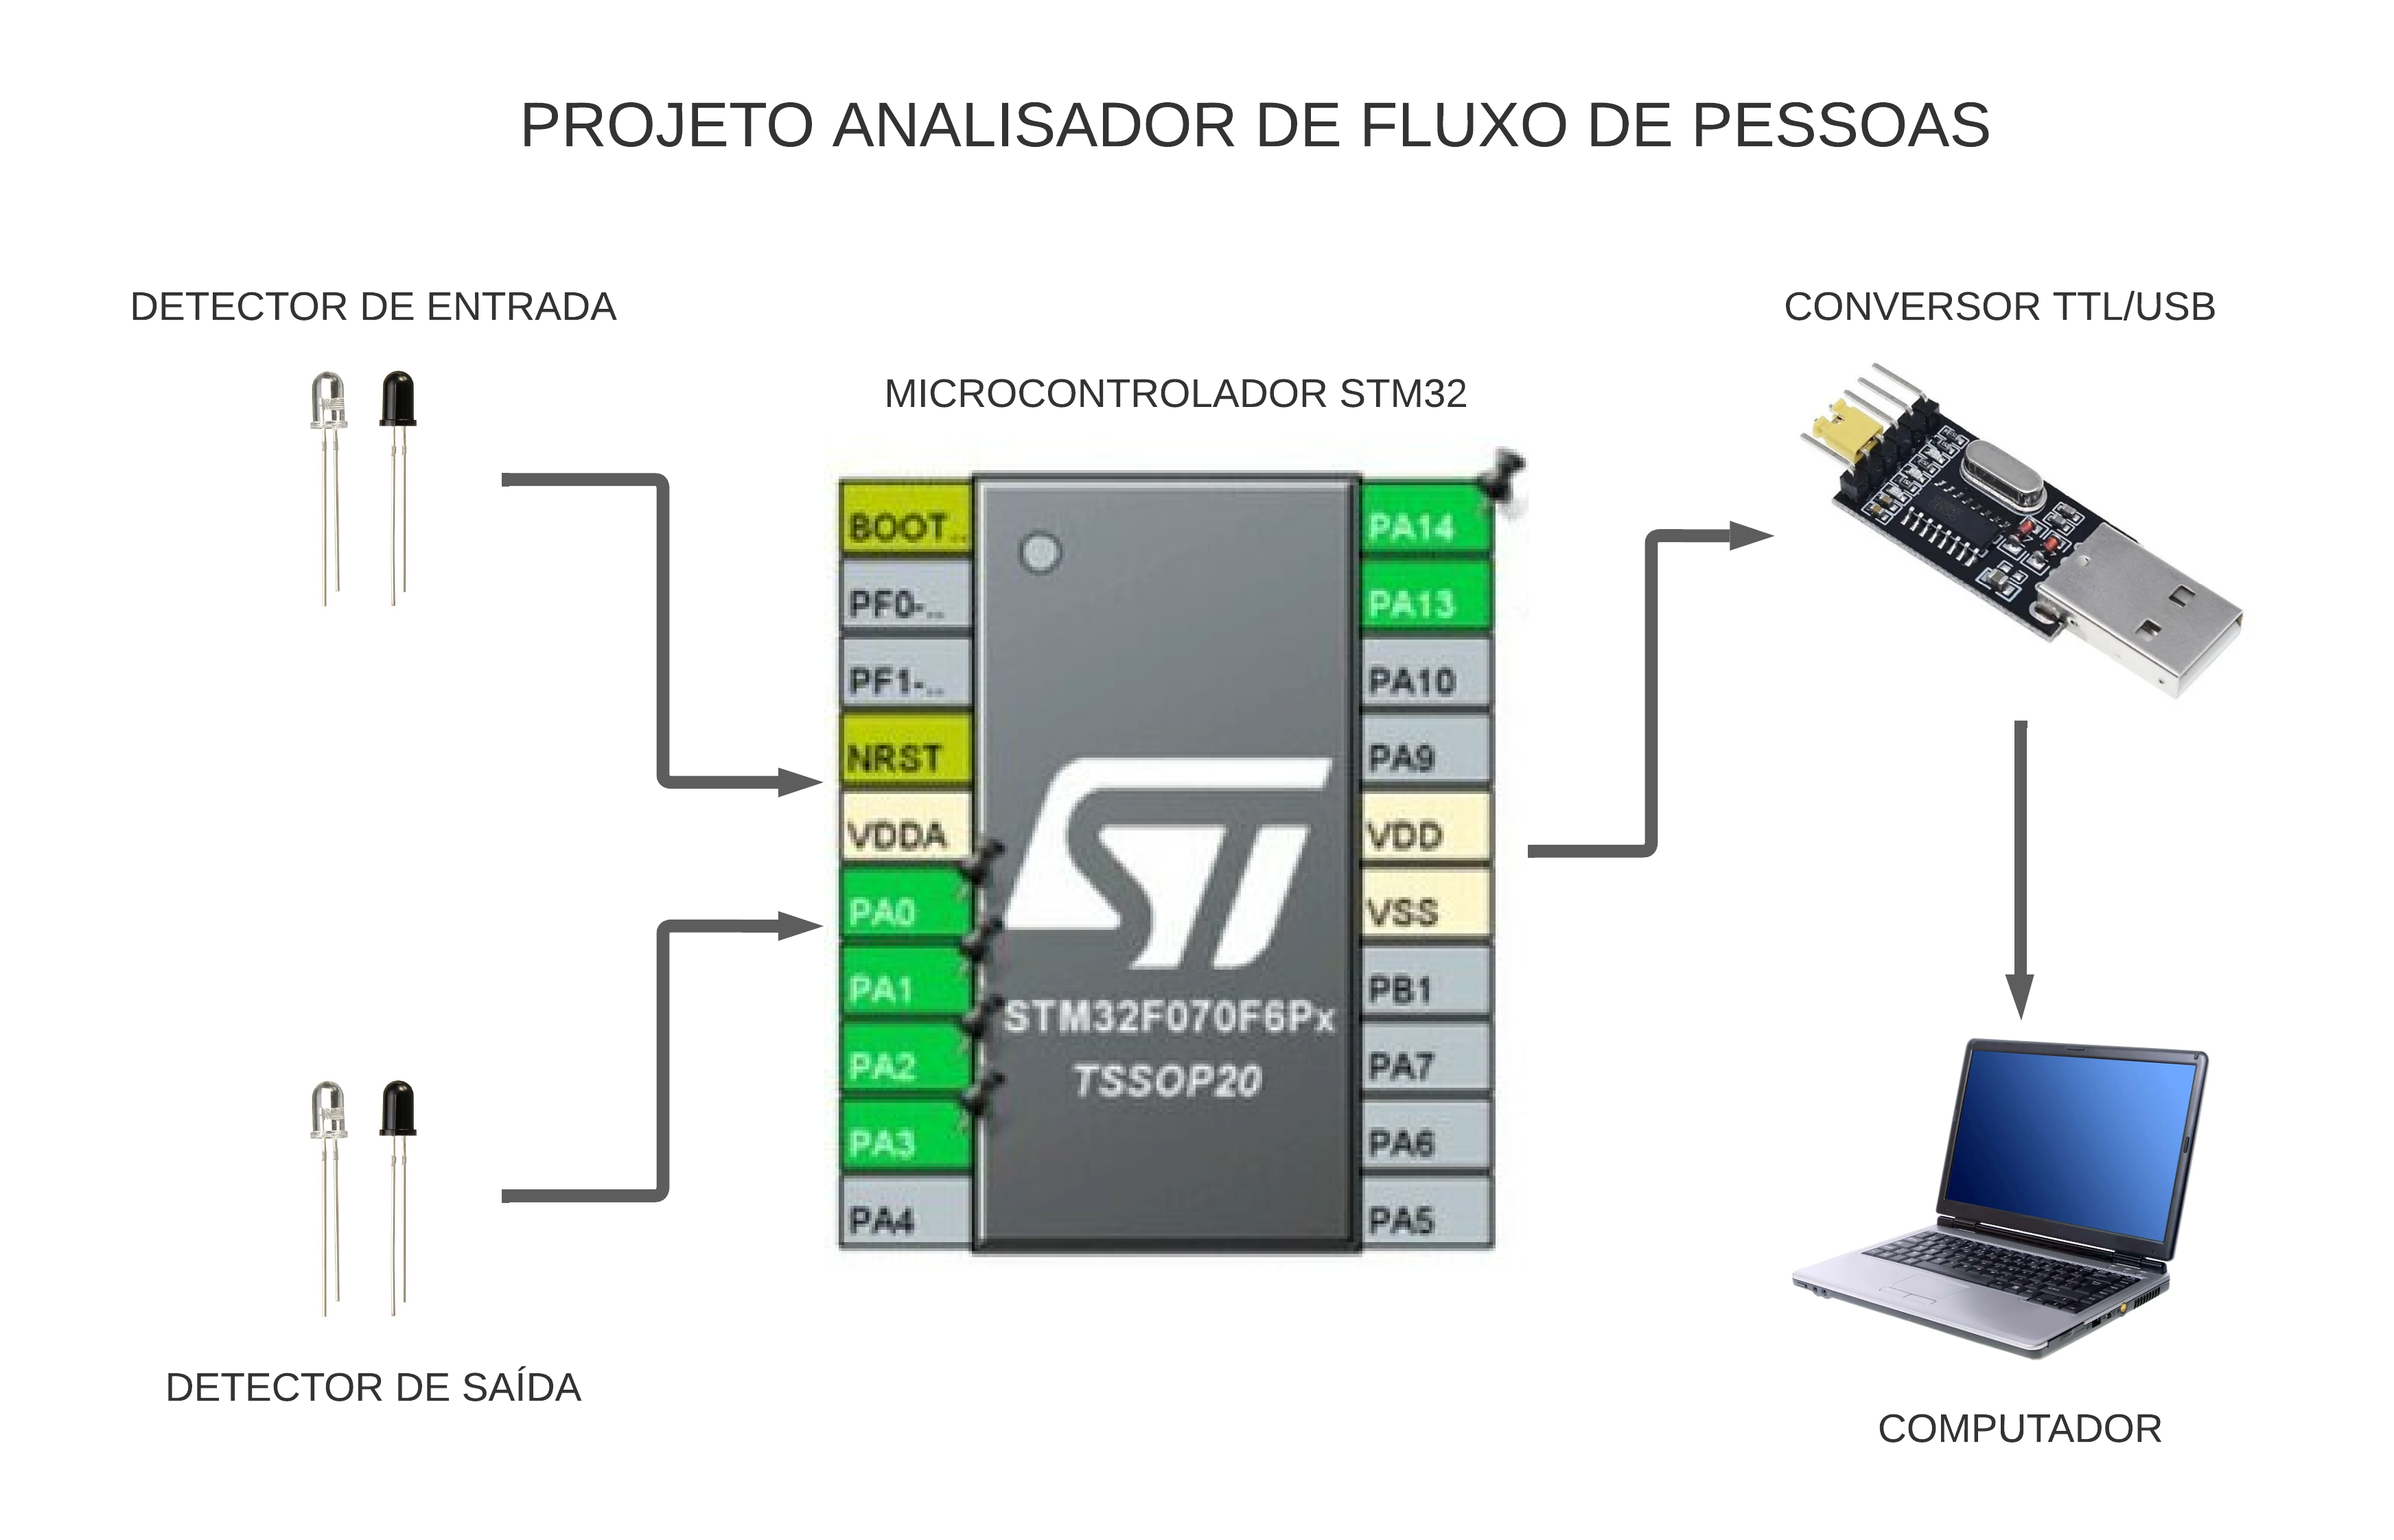 PROJETO ANALISADOR DE FLUXO DE PESSOAS
DETECTOR DE ENTRADA
CONVERSOR TTL/USB
MICROCONTROLADOR STM32
BOOT..
PF0-..
PF1-..
NRST
VDDA
PA0
PA1
PA2
PA3
PA4
PA14
PA13
PA10
PA9
VDD
VSS
PB1
PA7
PA6
PA5
ST
STM32F070F6Px
TSSOP20
DETECTOR DE SAÍDA
COMPUTADOR